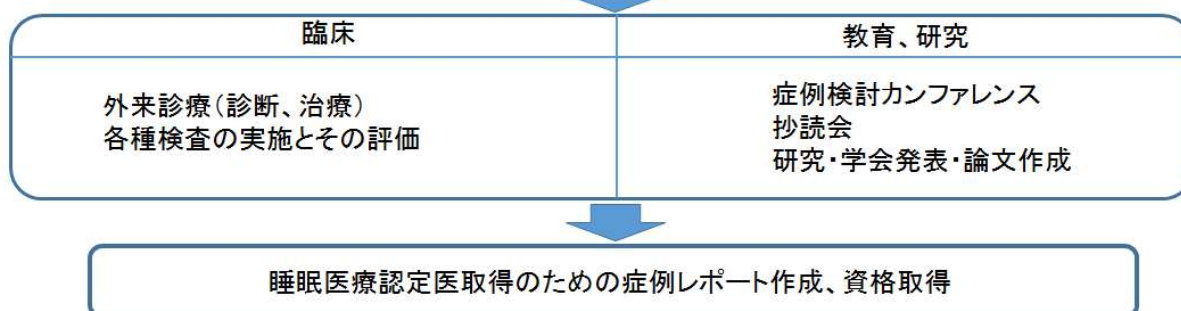 臨床
教育、研究
外来診療（診断、治療）
各種検査の実施とその評価
症例検討カンファレンス
抄読会
研究・学会発表・論文作成
睡眠医療認定医取得のための症例レポート作成、資格取得